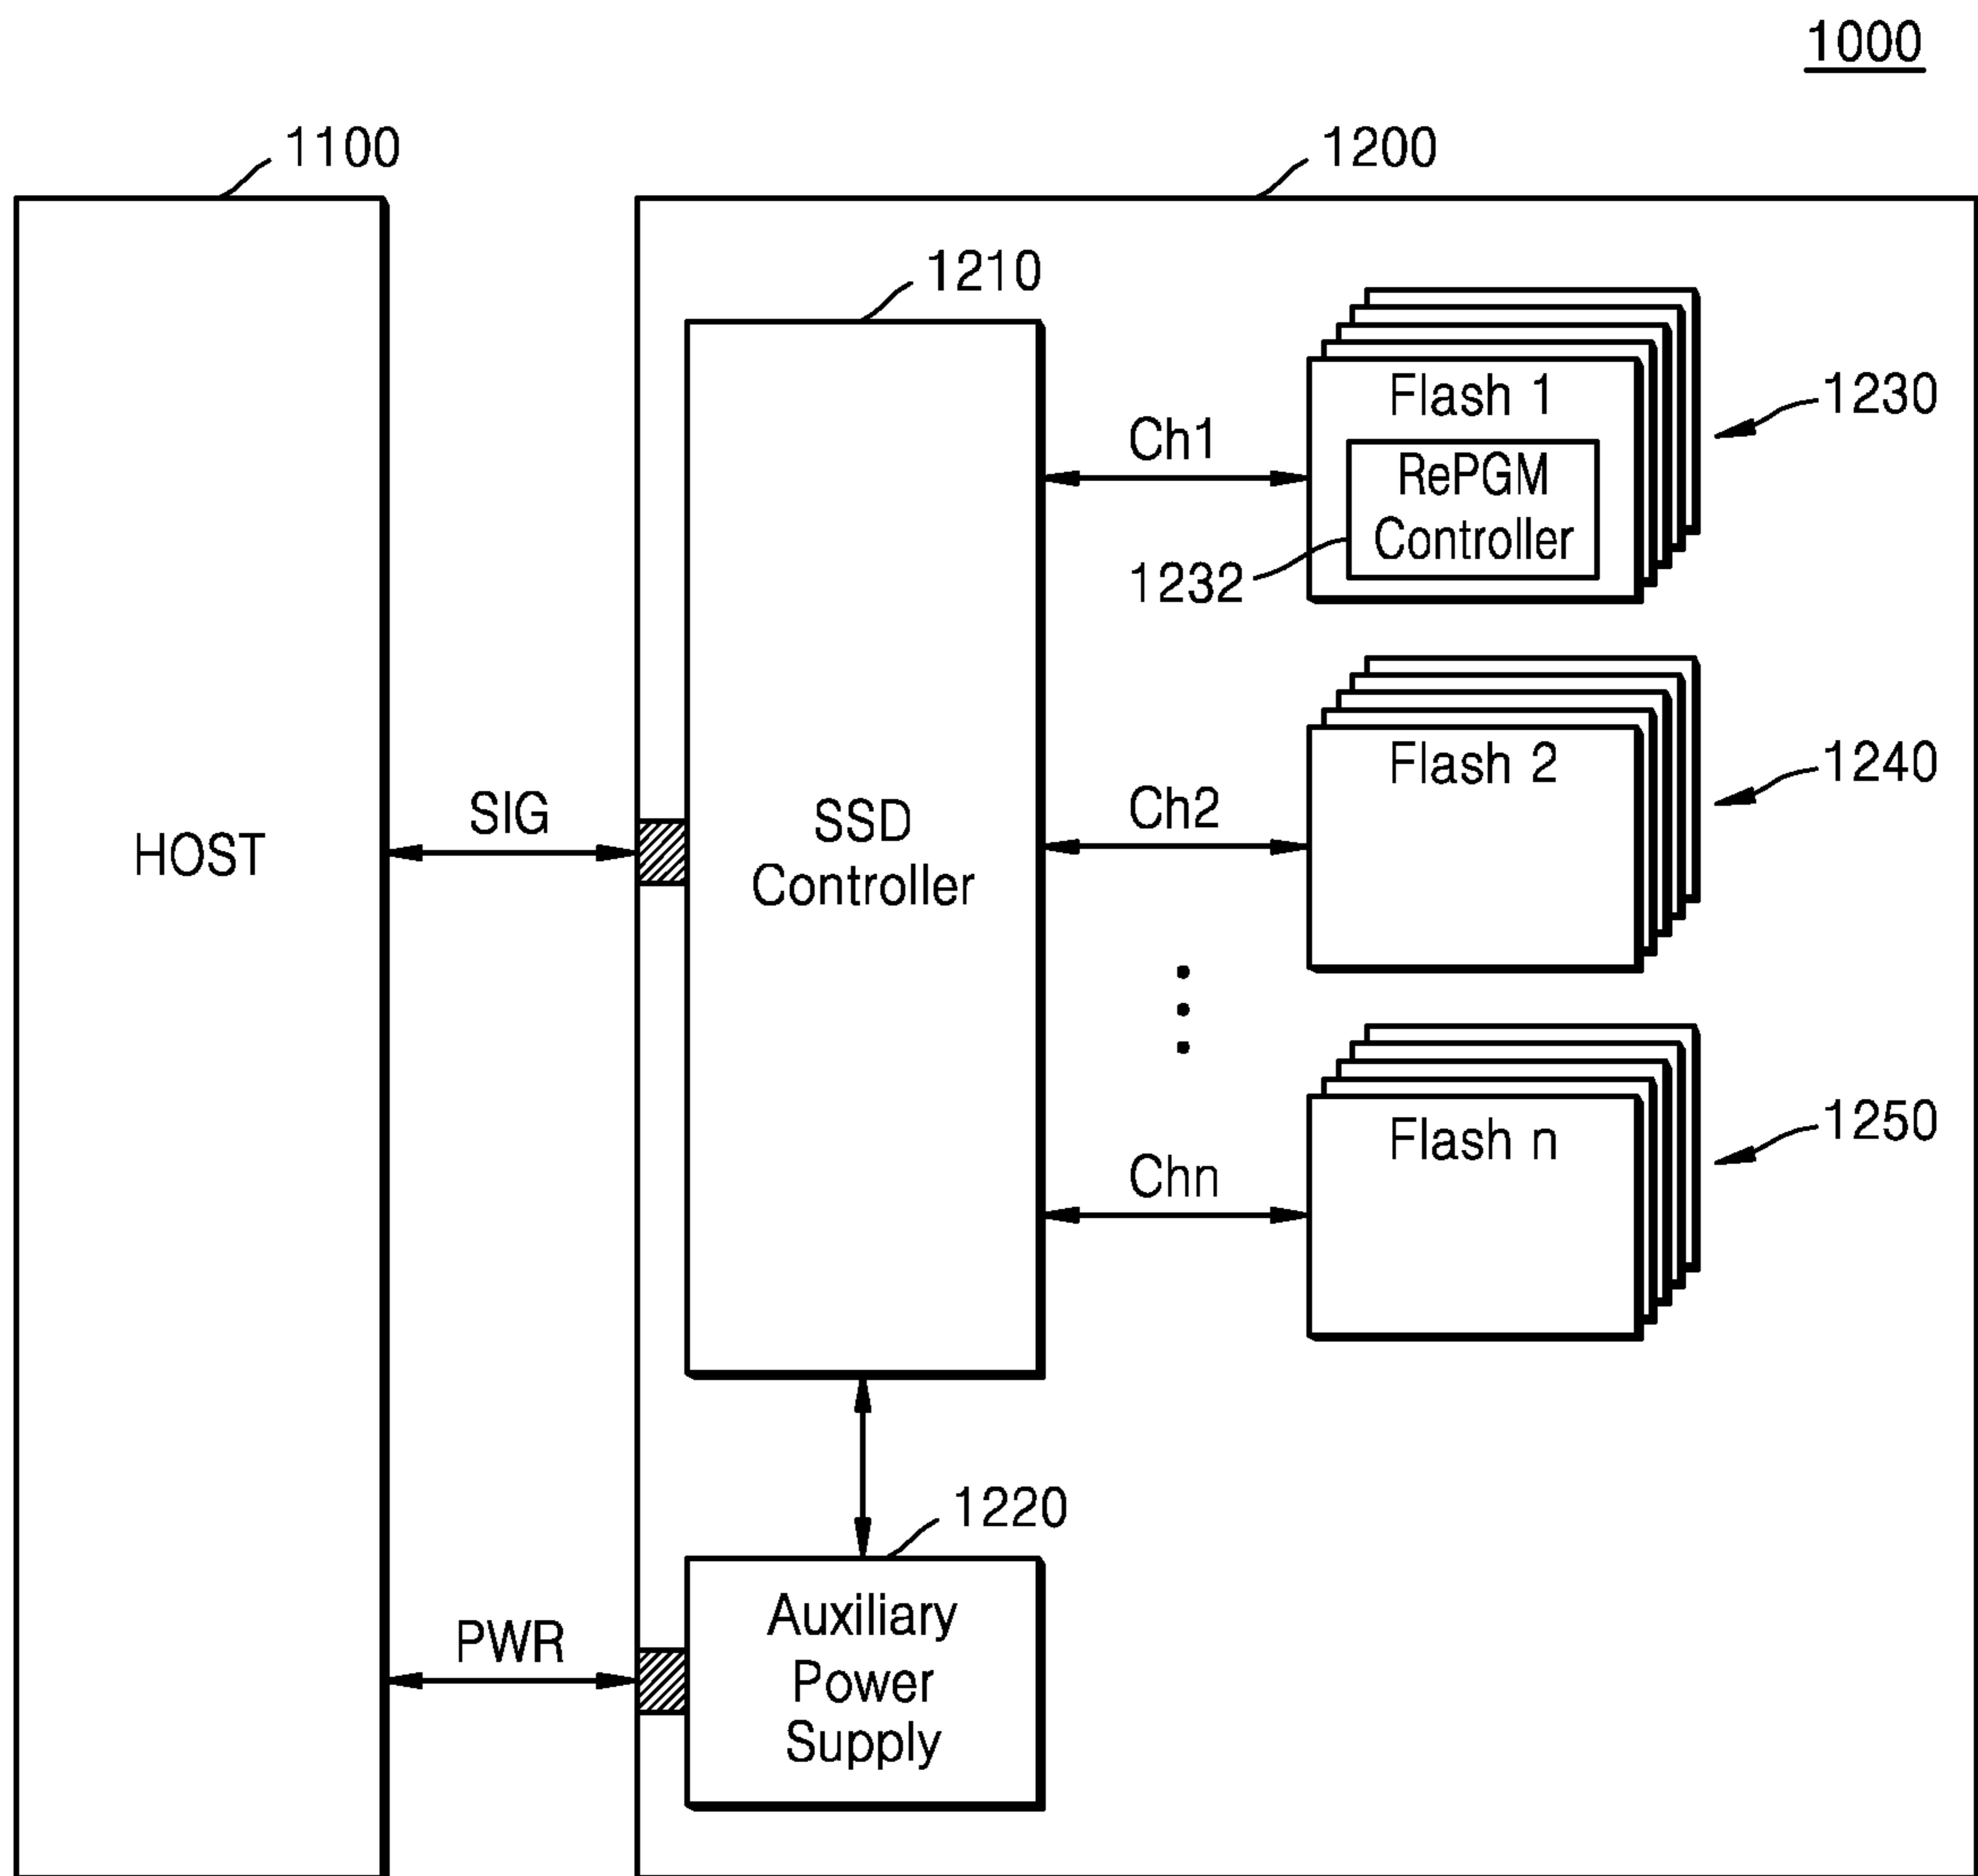 1000
1100
1200
1210
Flash 1
1230
Ch1
RePGM
Controller
1232
Flash 2
1240
Ch2
SIG
SSD
Controller
HOST
Flash n
1250
Chn
1220
Auxiliary
Power
Supply
PWR